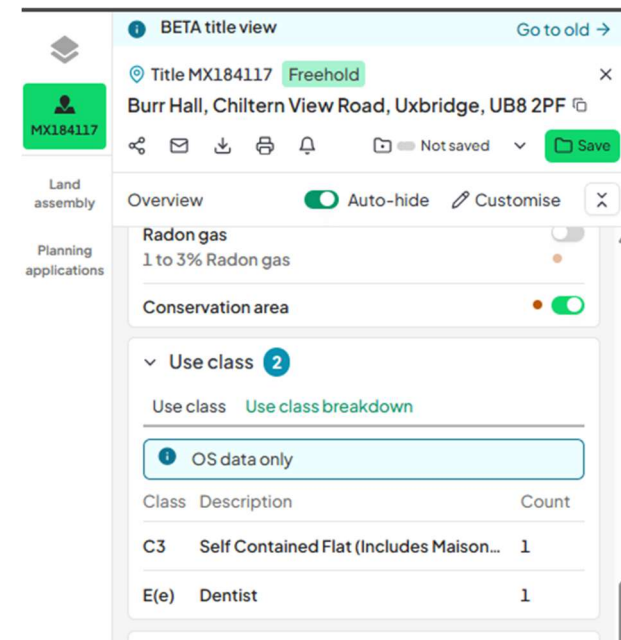 BETA title view Go to old →
Title MX184117 Freehold ×
Burr Hall, Chiltern View Road, Uxbridge, UB8 2PF
MX184117
Not saved Save
Land
assembly
Overview Auto-hide Customise
Planning
applications
Radon gas
1 to 3% Radon gas
Conservation area
Use class 2
Use class Use class breakdown
OS data only
Class Description Count
C3 Self Contained Flat (Includes Maison... 1
E(e) Dentist 1